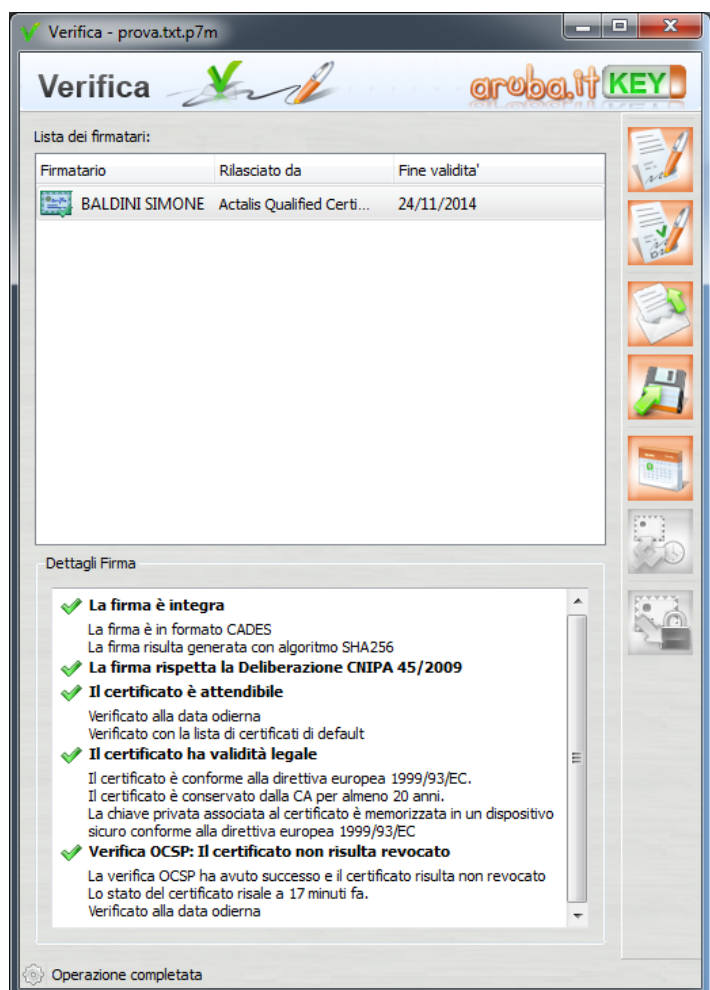 Verifica - prova.txt.p7m
Verifica
aruba.it KEY
Lista dei firmatari:
Firmatario Rilasciato da Fine validita'
BALDINI SIMONE Actalis Qualified Certi... 24/11/2014
Dettagli Firma
La firma è integra
La firma è in formato CADES
La firma risulta generata con algoritmo SHA256
La firma rispetta la Deliberazione CNIPA 45/2009
Il certificato è attendibile
Verificato alla data odierna
Verificato con la lista di certificati di default
Il certificato ha validità legale
Il certificato è conforme alla direttiva europea 1999/93/EC.
Il certificato è conservato dalla CA per almeno 20 anni.
La chiave privata associata al certificato è memorizzata in un dispositivo
sicuro conforme alla direttiva europea 1999/93/EC
Verifica OCSP: Il certificato non risulta revocato
La verifica OCSP ha avuto successo e il certificato risulta non revocato
Lo stato del certificato risale a 17 minuti fa.
Verificato alla data odierna
Operazione completata